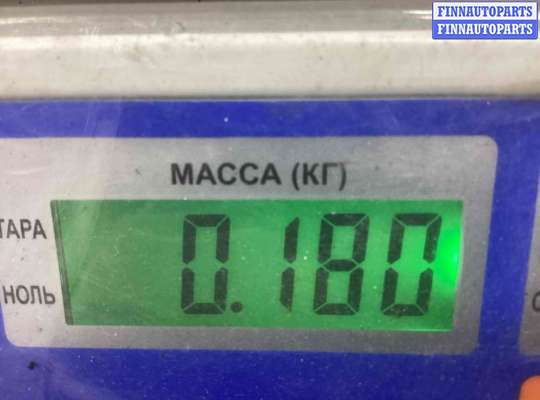 FINNAUTOPARTS
FINNAUTOPARTS
МАССА (КГ)
ТАРА
0.180
НОЛЬ